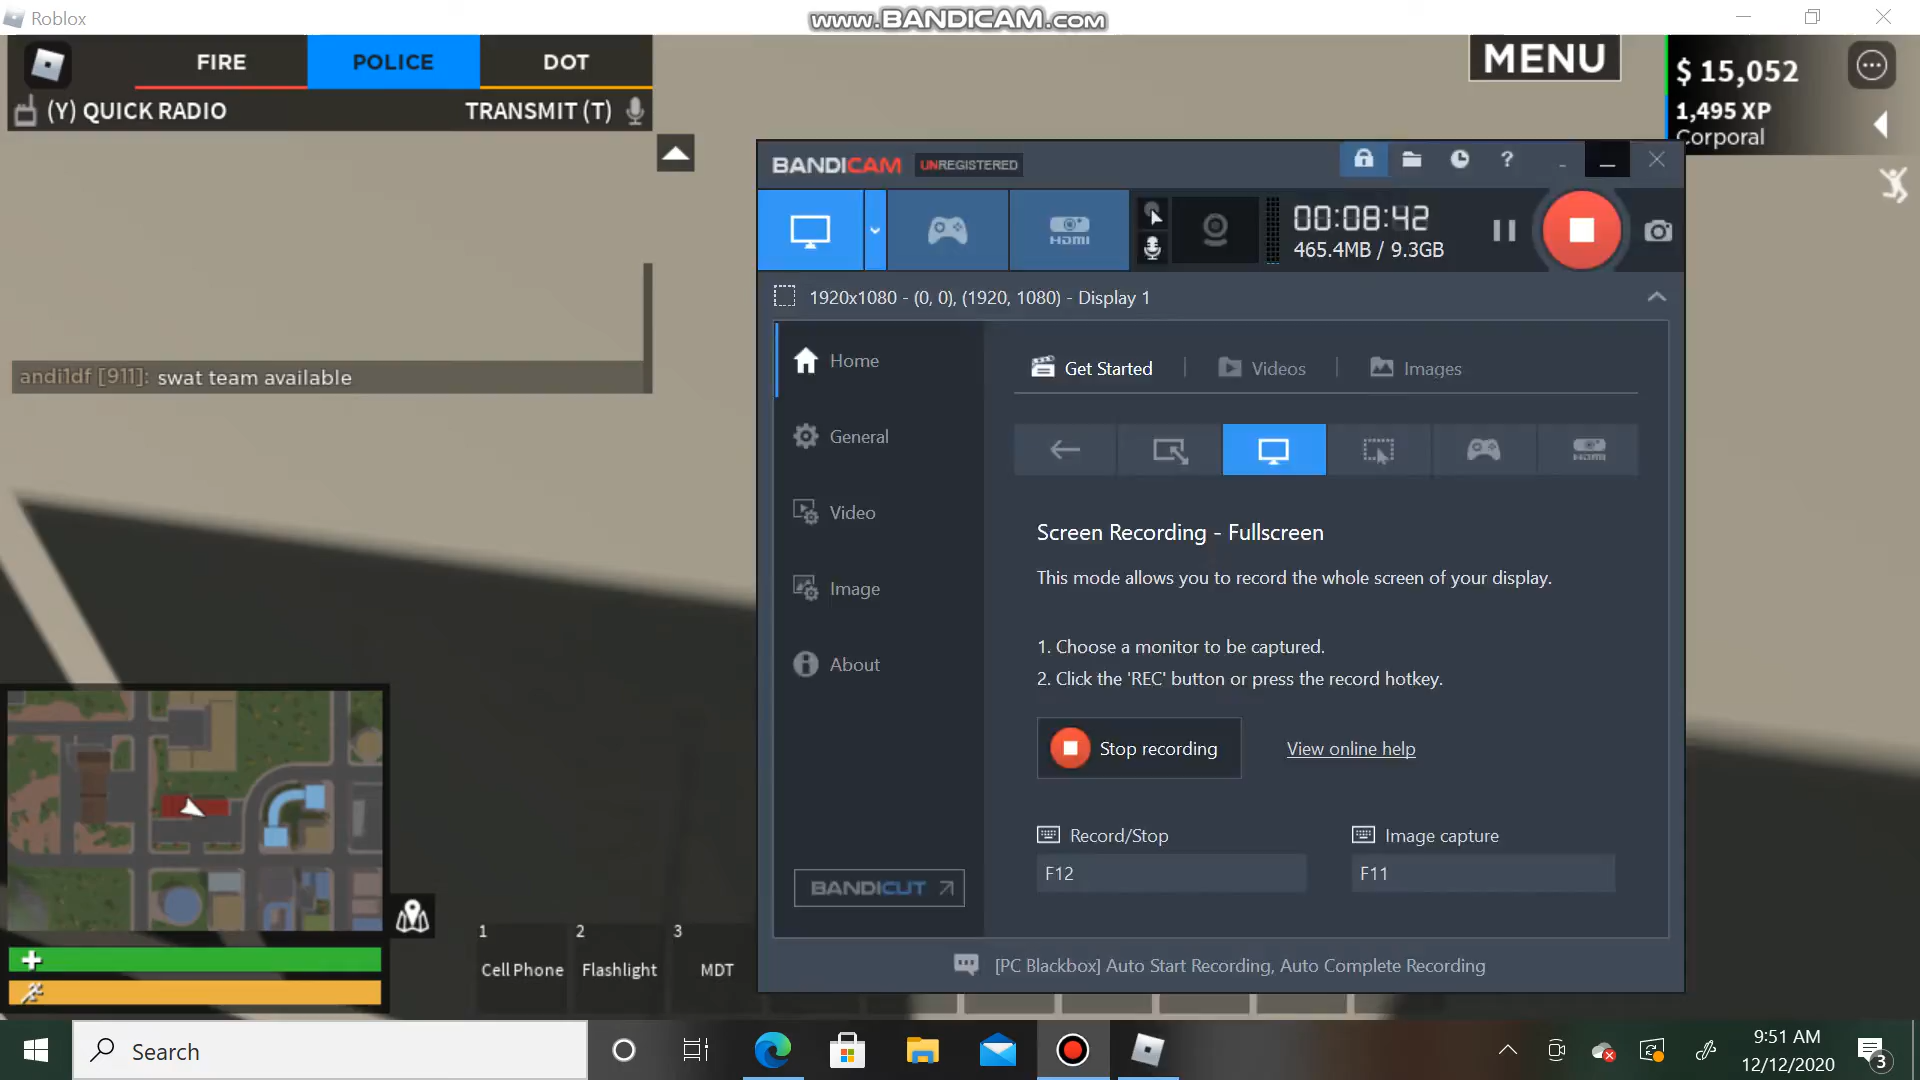 Roblox
www.BANDICAM.com
FIRE
POLICE
DOT
(Y) QUICK RADIO
TRANSMIT (T)
MENU
$ 15,052
1,495 XP
Corporal
andi1df [911]: swat team available
BANDICAM UNREGISTERED
?
HDMI
00:08:42
465.4MB / 9.3GB
1920x1080 - (0, 0), (1920, 1080) - Display 1
Home
General
Video
Image
About
BANDICUT
Get Started
Videos
Images
HDMI
Screen Recording - Fullscreen
This mode allows you to record the whole screen of your display.
1. Choose a monitor to be captured.
2. Click the 'REC' button or press the record hotkey.
Stop recording
View online help
Record/Stop
Image capture
F12
F11
[PC Blackbox] Auto Start Recording, Auto Complete Recording
1
2
3
Cell Phone
Flashlight
MDT
Search
9:51 AM
12/12/2020
3